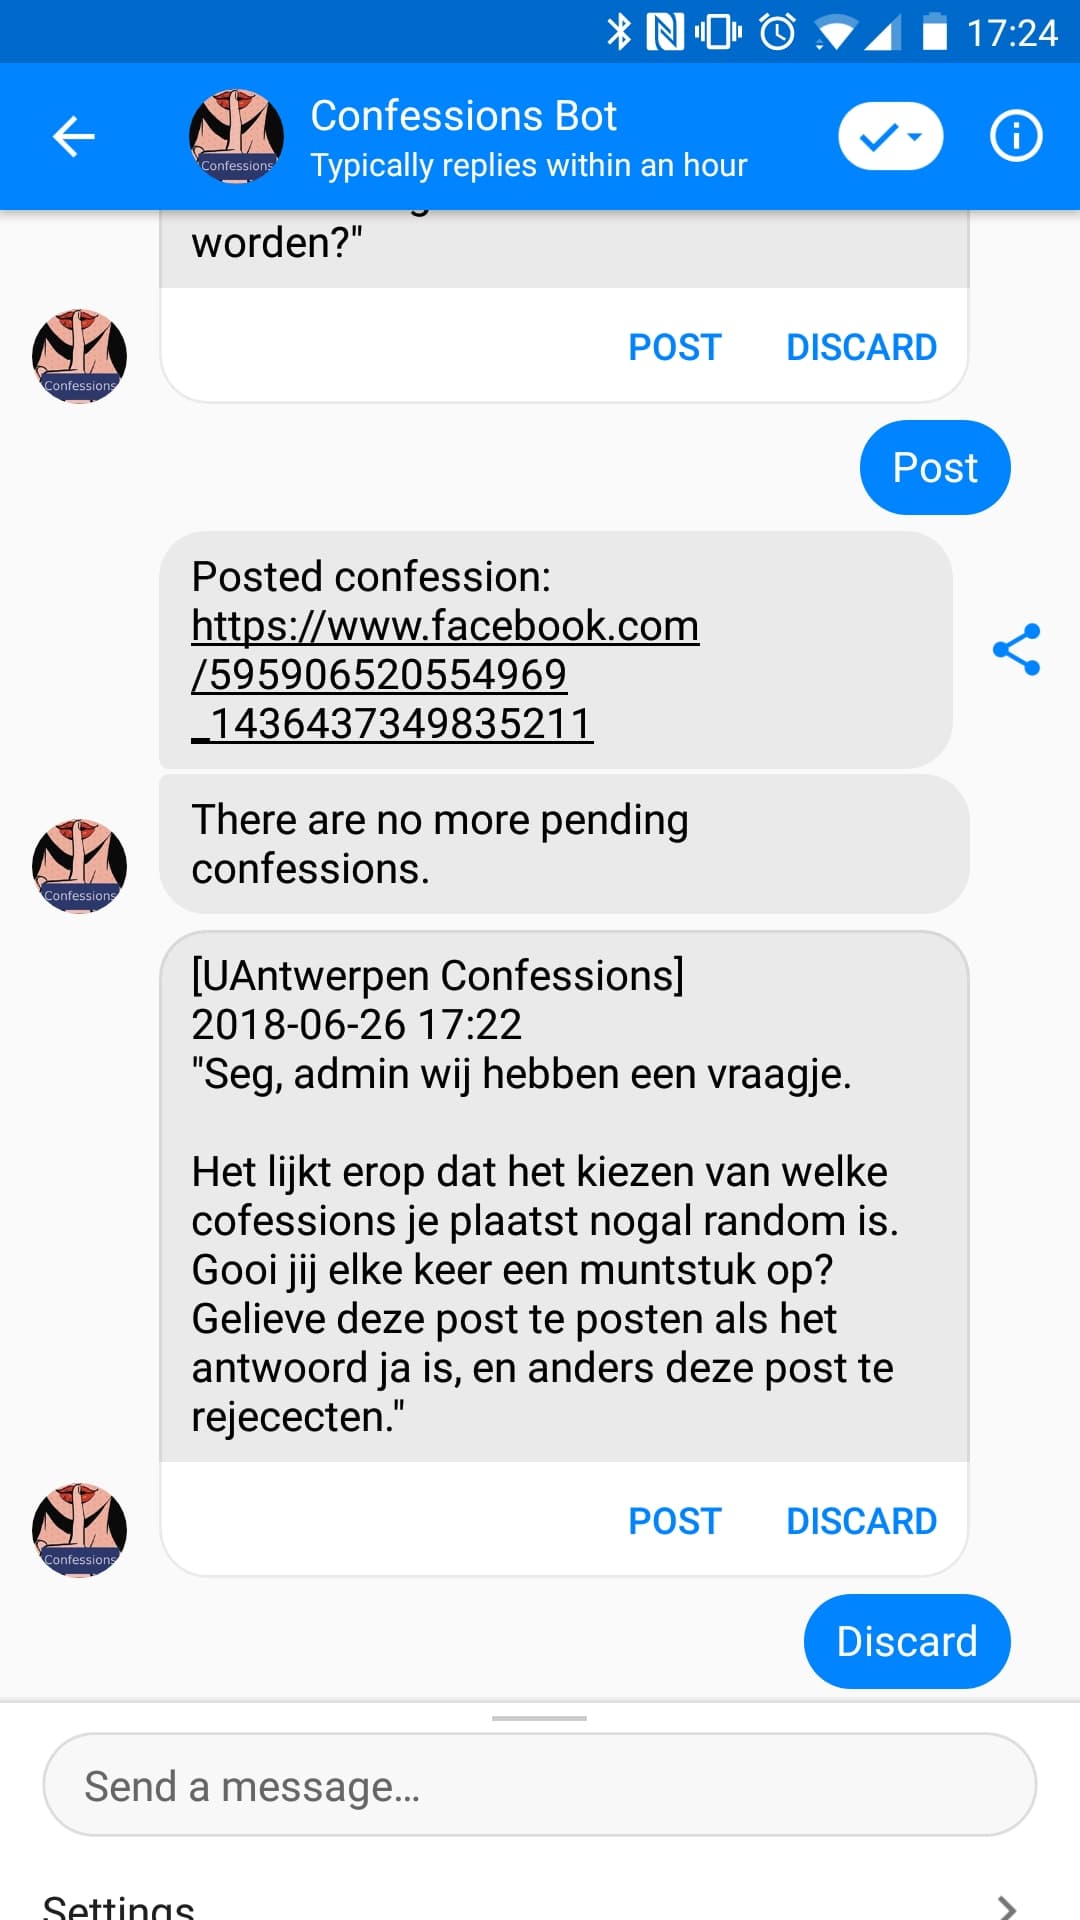 17:24
Confessions Bot
Typically replies within an hour
Confessions
worden?"
POST DISCARD
Confessions
Post
Posted confession:
https://www.facebook.com
/595906520554969
_1436437349835211
There are no more pending
confessions.
Confessions
[UAntwerpen Confessions]
2018-06-26 17:22
"Seg, admin wij hebben een vraagje.
Het lijkt erop dat het kiezen van welke
cofessions je plaatst nogal random is.
Gooi jij elke keer een muntstuk op?
Gelieve deze post te posten als het
antwoord ja is, en anders deze post te
rejececten."
POST DISCARD
Confessions
Discard
Send a message...
Settings